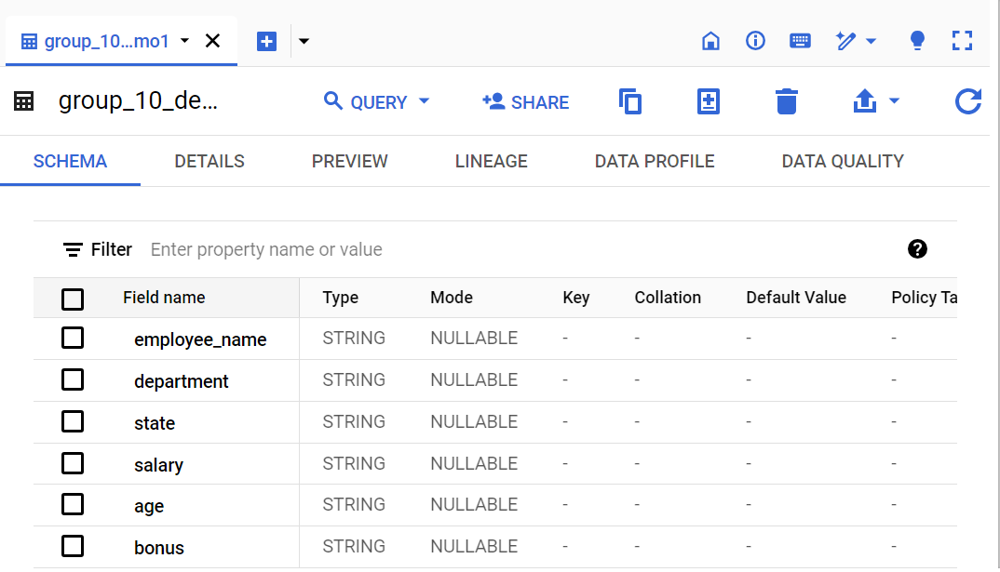 group_10...mo1
group_10_de...
QUERY
SHARE
SCHEMA DETAILS PREVIEW LINEAGE DATA PROFILE DATA QUALITY
Filter Enter property name or value
Field name Type Mode Key Collation Default Value Policy Ta
employee_name STRING NULLABLE - - - -
department STRING NULLABLE - - - -
state STRING NULLABLE - - - -
salary STRING NULLABLE - - - -
age STRING NULLABLE - - - -
bonus STRING NULLABLE - - - -